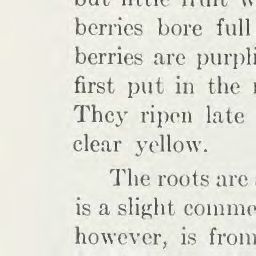 but little fruit w
berries bore full
berries are purpli
first put in the
They ripen late
clear yellow.
The roots are
is a slight comme
however, is from